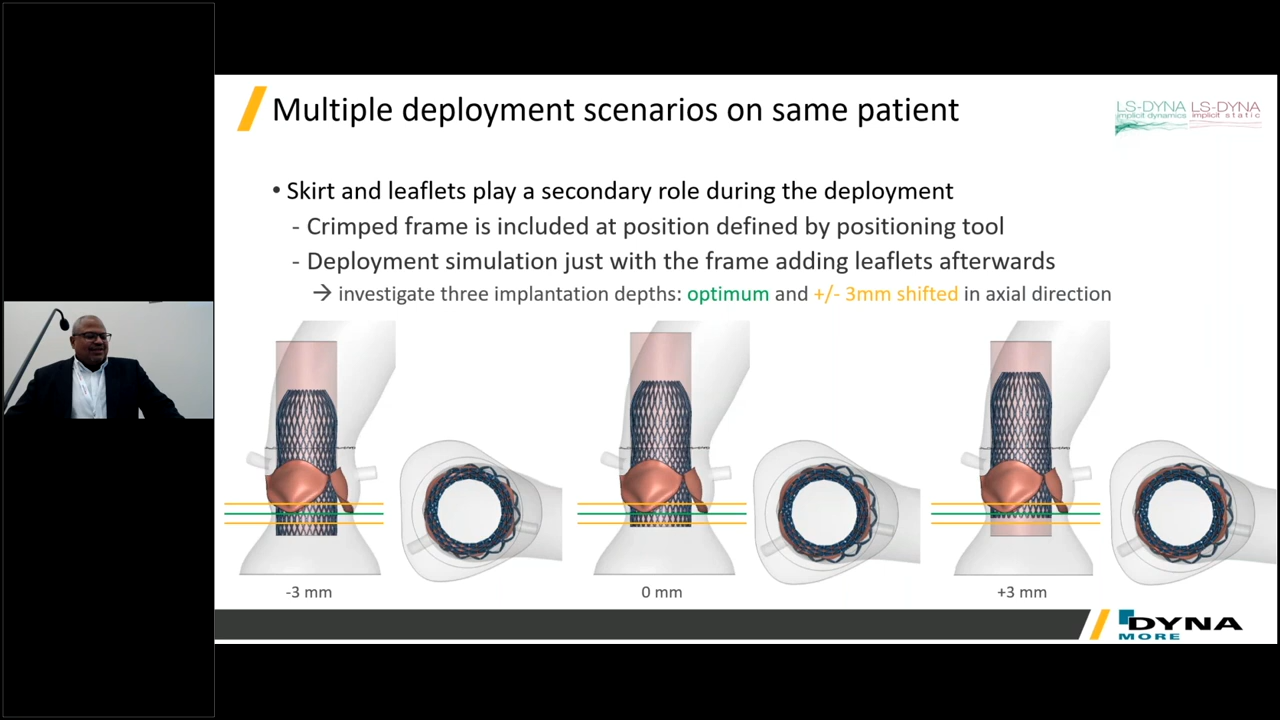 Multiple deployment scenarios on same patient
LS-DYNA LS-DYNA
implicit dynamics implicit static
• Skirt and leaflets play a secondary role during the deployment
- Crimped frame is included at position defined by positioning tool
- Deployment simulation just with the frame adding leaflets afterwards
→ investigate three implantation depths: optimum and +/- 3mm shifted in axial direction
-3 mm
0 mm
+3 mm
DYNA
MORE